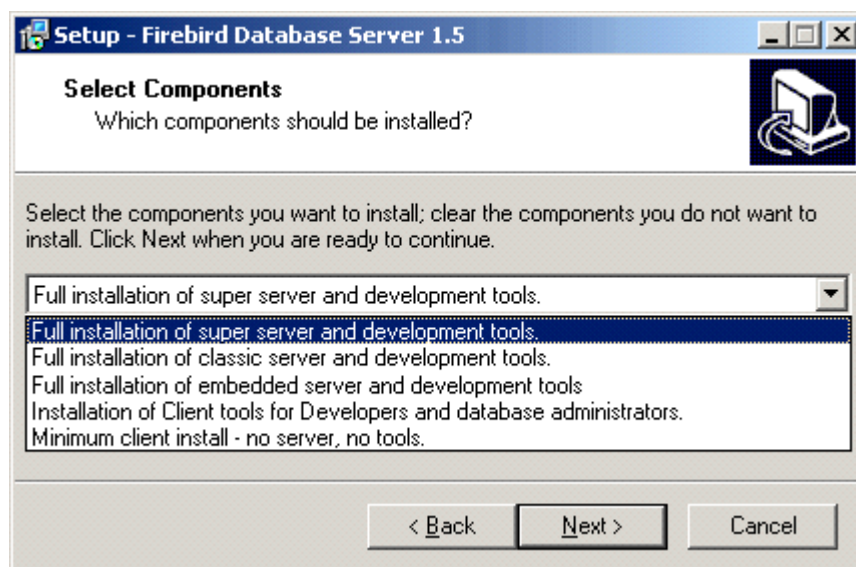 Setup - Firebird Database Server 1.5
Select Components
Which components should be installed?
Select the components you want to install; clear the components you do not want to
install. Click Next when you are ready to continue.
Full installation of super server and development tools.
Full installation of super server and development tools.
Full installation of classic server and development tools.
Full installation of embedded server and development tools
Installation of Client tools for Developers and database administrators.
Minimum client install - no server, no tools.
< Back Next > Cancel